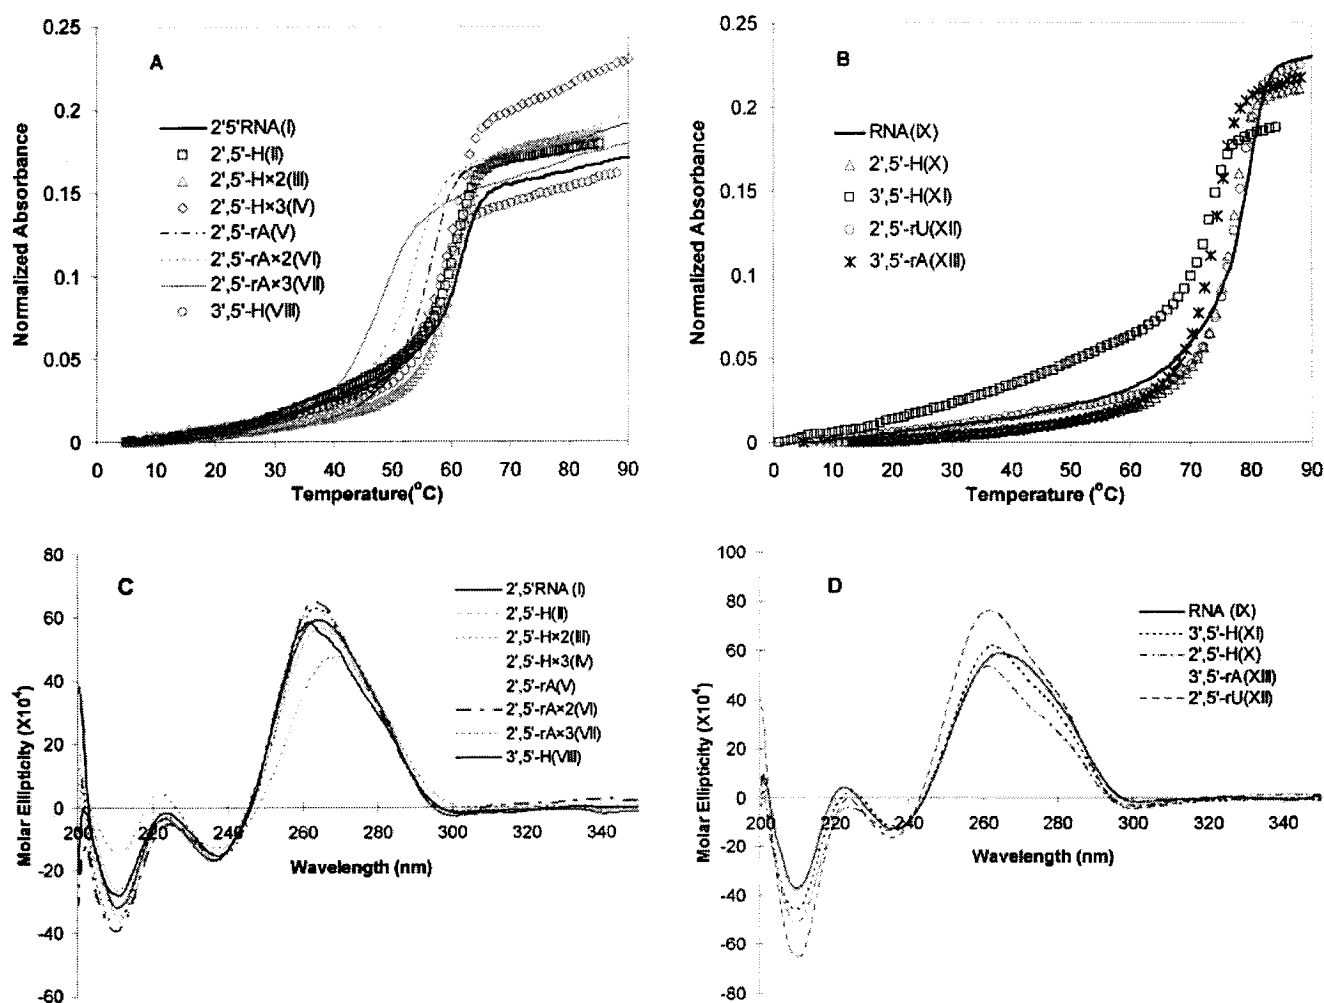 A
0.25
0.2
0.15
0.1
0.05
0
Normalized Absorbance
2'5'RNA(I)
2',5'-H(II)
2',5'-H×2(III)
2',5'-H×3(IV)
2',5'-rA(V)
2',5'-rA×2(VI)
2',5'-rA×3(VII)
3',5'-H(VIII)
0 10 20 30 40 50 60 70 80 90
Temperature(°C)
B
0.25
0.2
0.15
0.1
0.05
0
Normalized Absorbance
RNA(IX)
2',5'-H(X)
3',5'-H(XI)
2',5'-rU(XII)
3',5'-rA(XIII)
0 10 20 30 40 50 60 70 80 90
Temperature (°C)
C
80
60
40
20
0
-20
-40
-60
Molar Ellipticity (X10⁴)
2',5'RNA (I)
2',5'-H(II)
2',5'-H×2(III)
2',5'-H×3(IV)
2',5'-rA(V)
2',5'-rA×2(VI)
2',5'-rA×3(VII)
3',5'-H(VIII)
200 220 240 260 280 300 320 340
Wavelength (nm)
D
100
80
60
40
20
0
-20
-40
-60
-80
Molar Ellipticity (X10⁴)
RNA (IX)
3',5'-H(XI)
2',5'-H(X)
3',5'-rA(XIII)
2',5'-rU(XII)
200 220 240 260 280 300 320 340
Wavelength (nm)